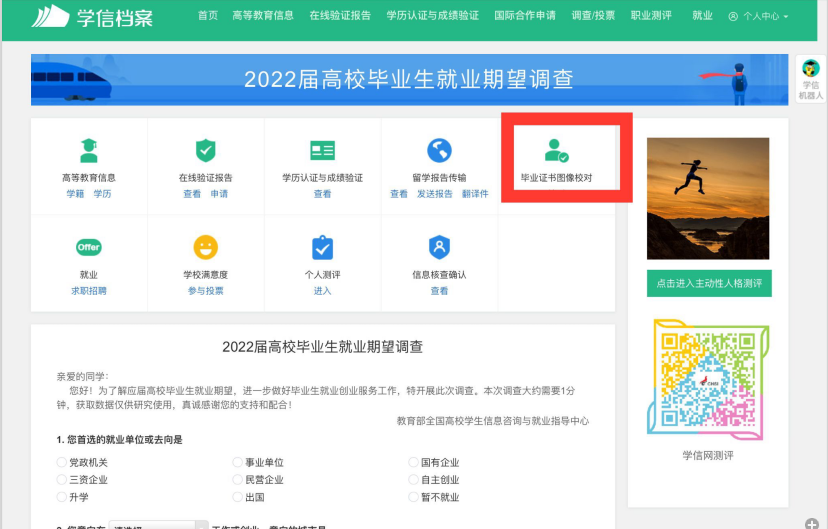 学信档案
首页 高等教育信息 在线验证报告 学历认证与成绩验证 国际合作申请 调查/投票 职业测评 就业 个人中心
2022届高校毕业生就业期望调查
学信
机器人
高等教育信息 在线验证报告 学历认证与成绩验证 留学报告传输 毕业证书图像校对
学籍 学历 查看 申请 查看 查看 发送报告 翻译件
Offer
就业 学校满意度 个人测评 信息核查确认
求职招聘 参与投票 进入 查看
点击进入主动性人格测评
CHSI
学信网测评
2022届高校毕业生就业期望调查
亲爱的同学：
您好！为了解应届高校毕业生就业期望，进一步做好毕业生就业创业服务工作，特开展此次调查。本次调查大约需要1分
钟，获取数据仅供研究使用，真诚感谢您的支持和配合！
教育部全国高校学生信息咨询与就业指导中心
1. 您首选的就业单位或去向是
党政机关 事业单位 国有企业
三资企业 民营企业 自主创业
升学 出国 暂不就业